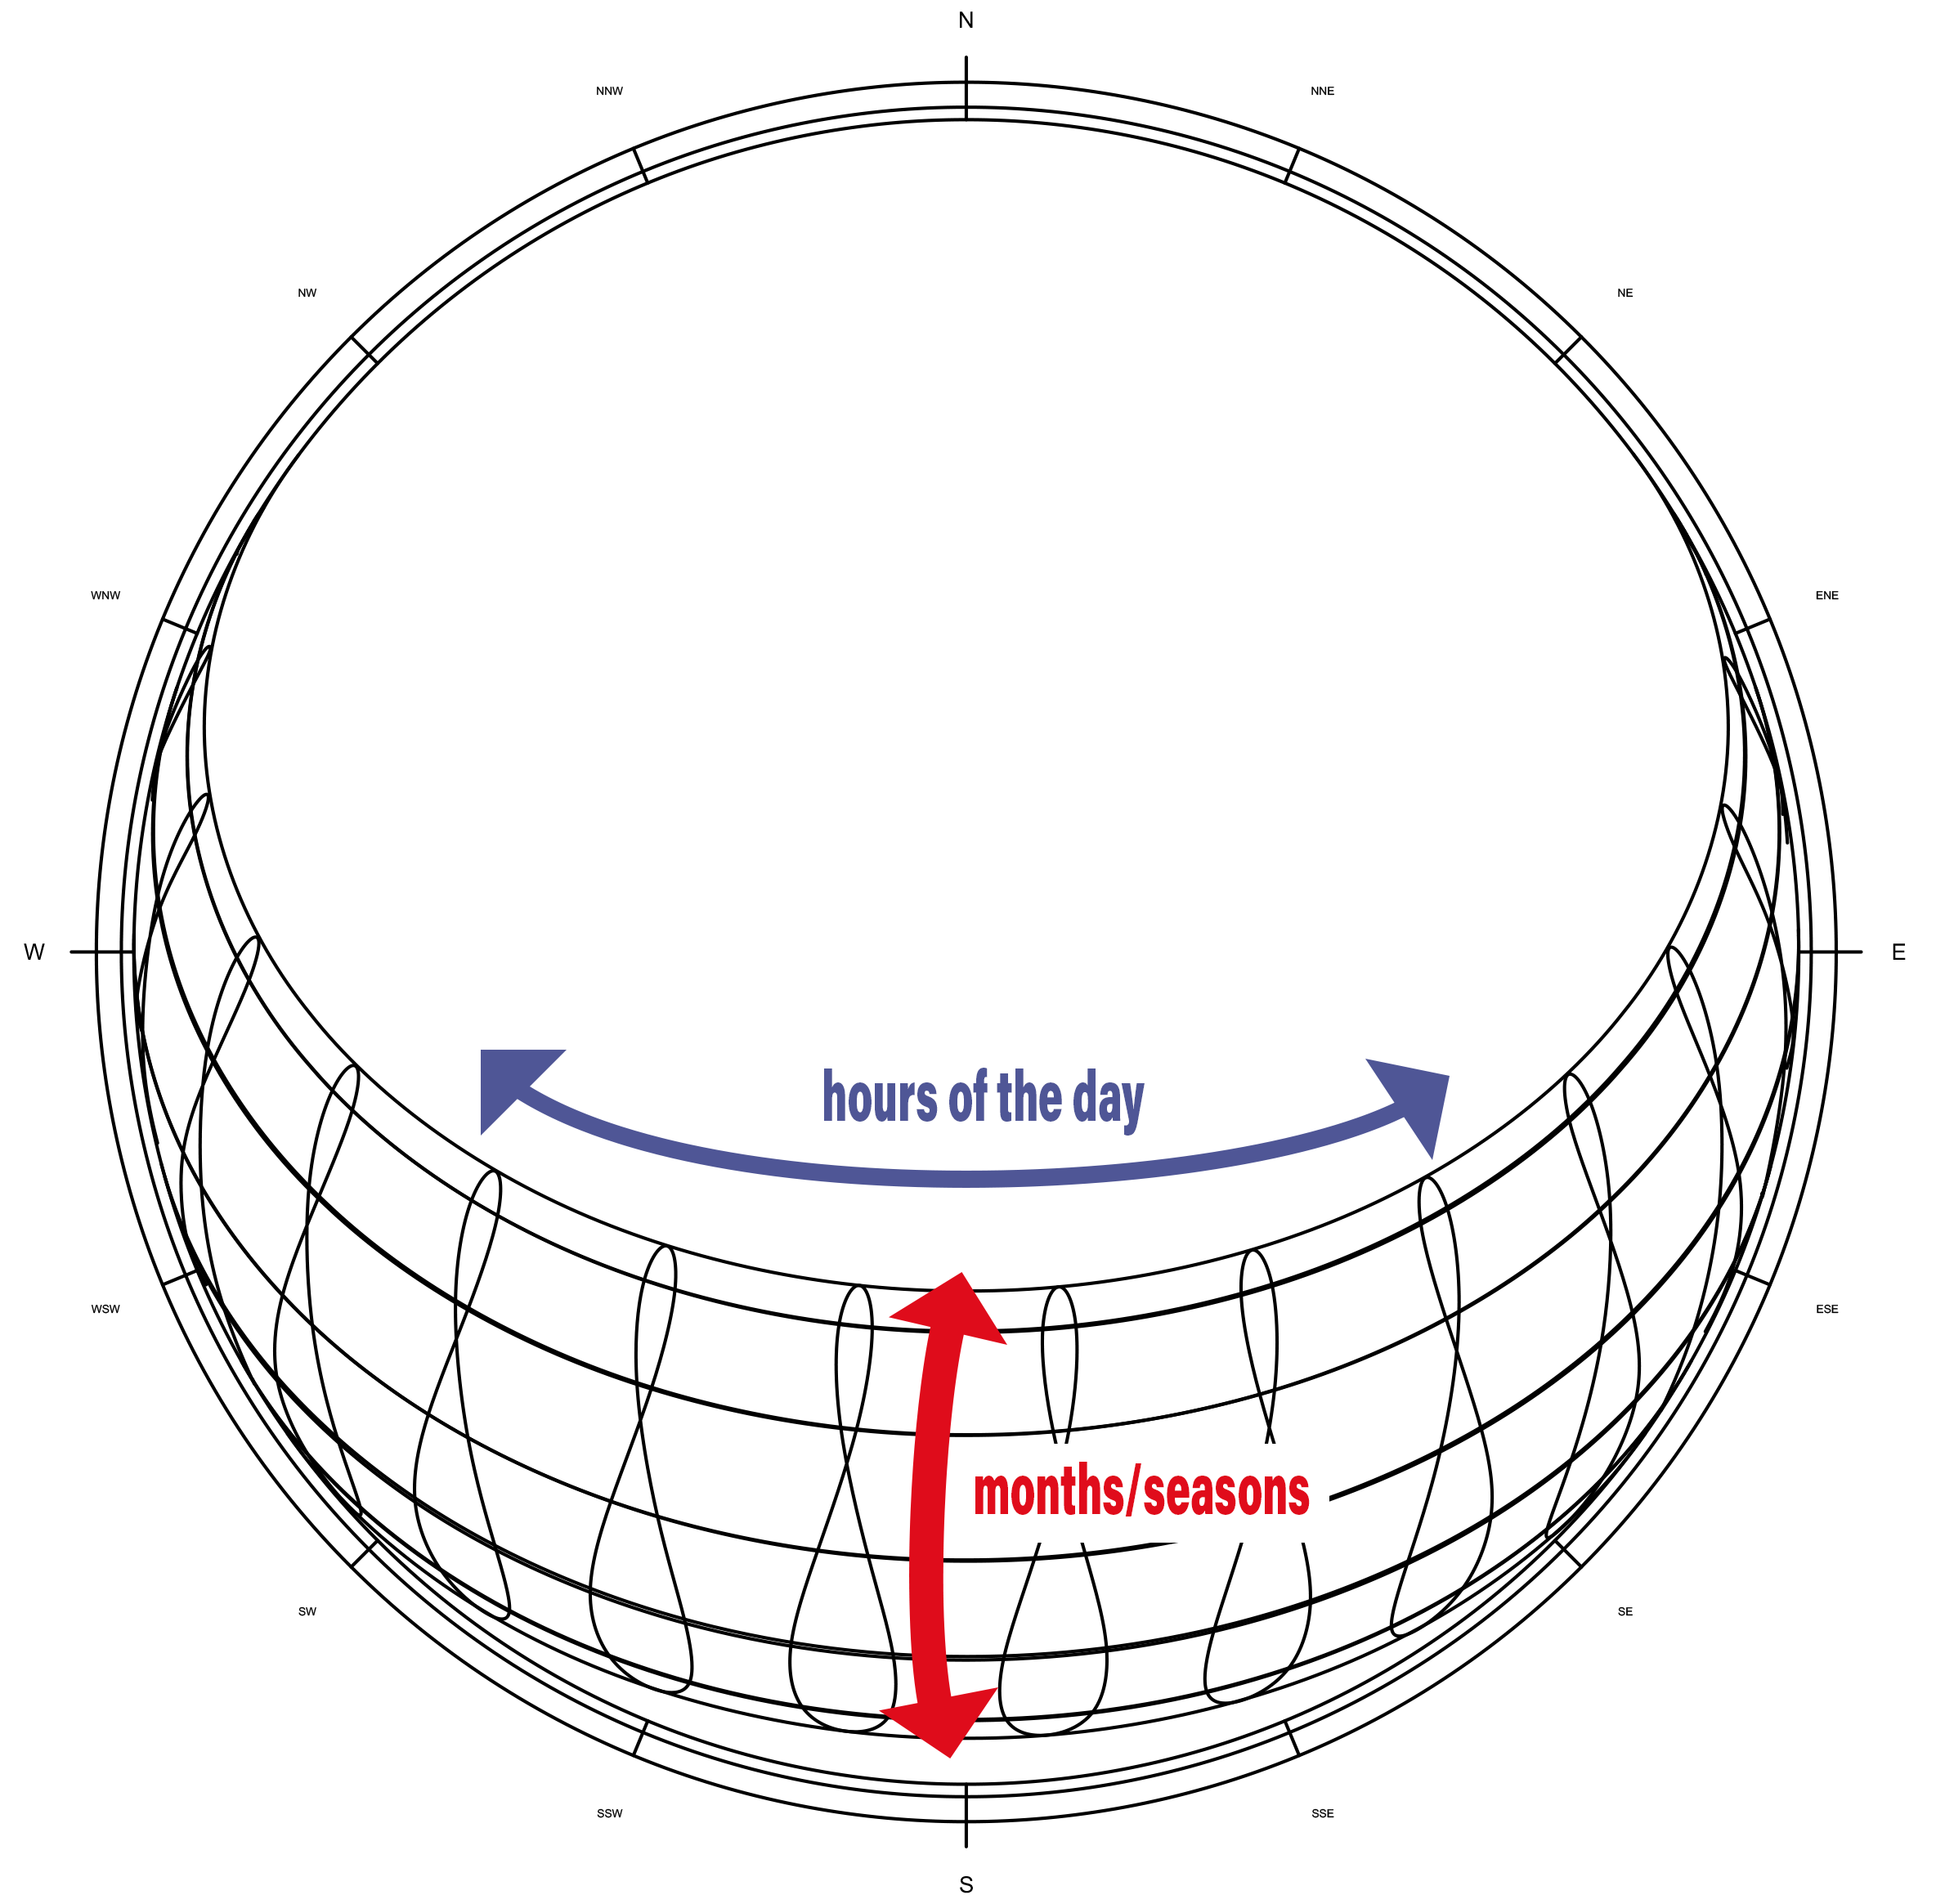 N
NNW
NNE
NW
NE
WNW
ENE
W
E
hours of the day
WSW
ESE
months/seasons
SW
SE
SSW
SSE
S